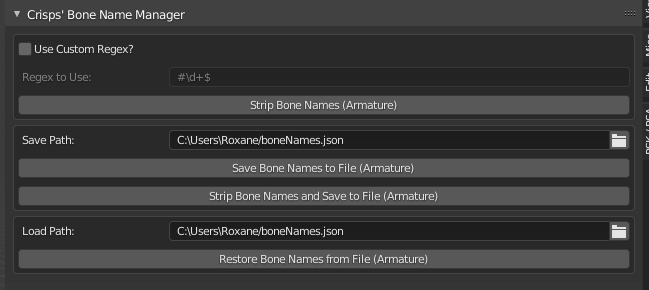 Crisps' Bone Name Manager
Use Custom Regex?
Regex to Use: #\d+$
Strip Bone Names (Armature)
Save Path: C:\Users\Roxane/boneNames.json
Save Bone Names to File (Armature)
Strip Bone Names and Save to File (Armature)
Load Path: C:\Users\Roxane/boneNames.json
Restore Bone Names from File (Armature)
Edit